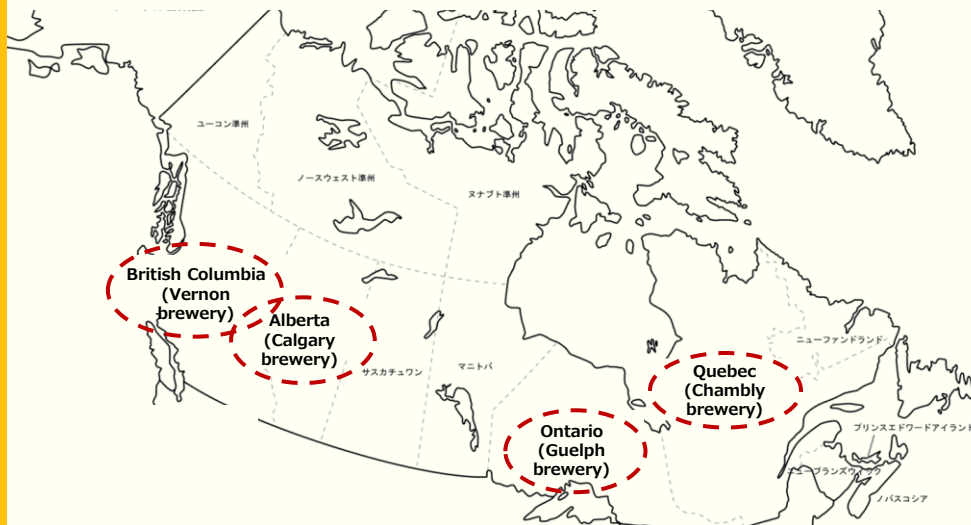 ユーコン準州
ノースウェスト準州
ヌナブト準州
British Columbia
(Vernon
brewery)
Alberta
(Calgary
brewery)
サスカチュワン
マニトバ
Ontario
(Guelph
brewery)
Quebec
(Chambly
brewery)
ニューファンドランド
プリンスエドワードアイランド
ニューブランズウィック
ノバスコシア